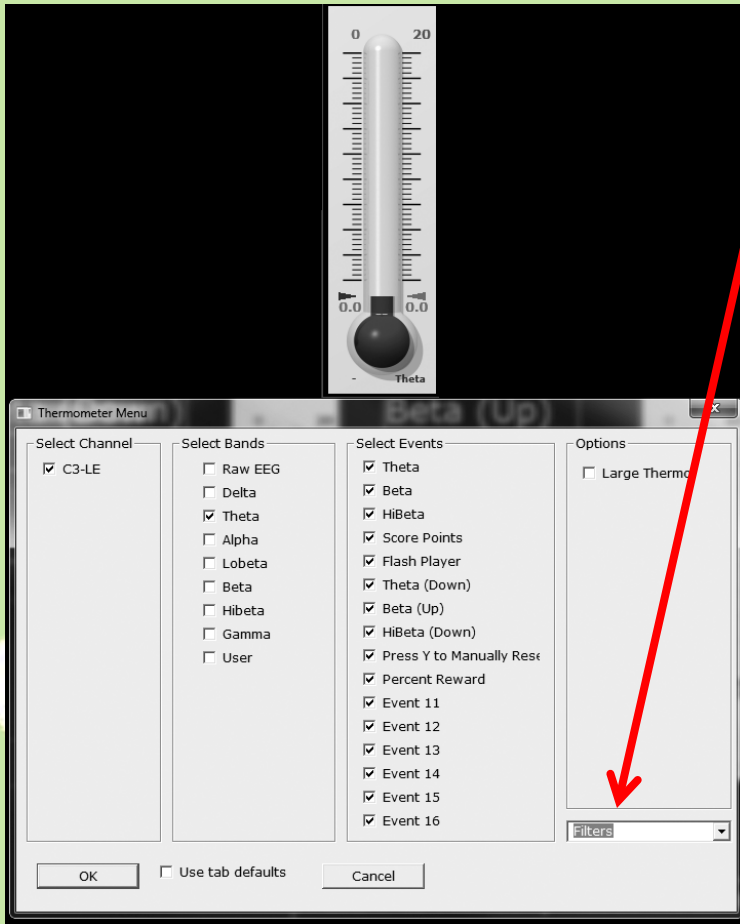 0 20
0.0 0.0
- Theta
Thermometer Menu
Beta (Up)
x
Select Channel
C3-LE
Select Bands
Raw EEG
Delta
Theta
Alpha
Lobeta
Beta
Hibeta
Gamma
User
Select Events
Theta
Beta
HiBeta
Score Points
Flash Player
Theta (Down)
Beta (Up)
HiBeta (Down)
Press Y to Manually Rese
Percent Reward
Event 11
Event 12
Event 13
Event 14
Event 15
Event 16
Options
Large Thermo
Filters
OK
Use tab defaults
Cancel